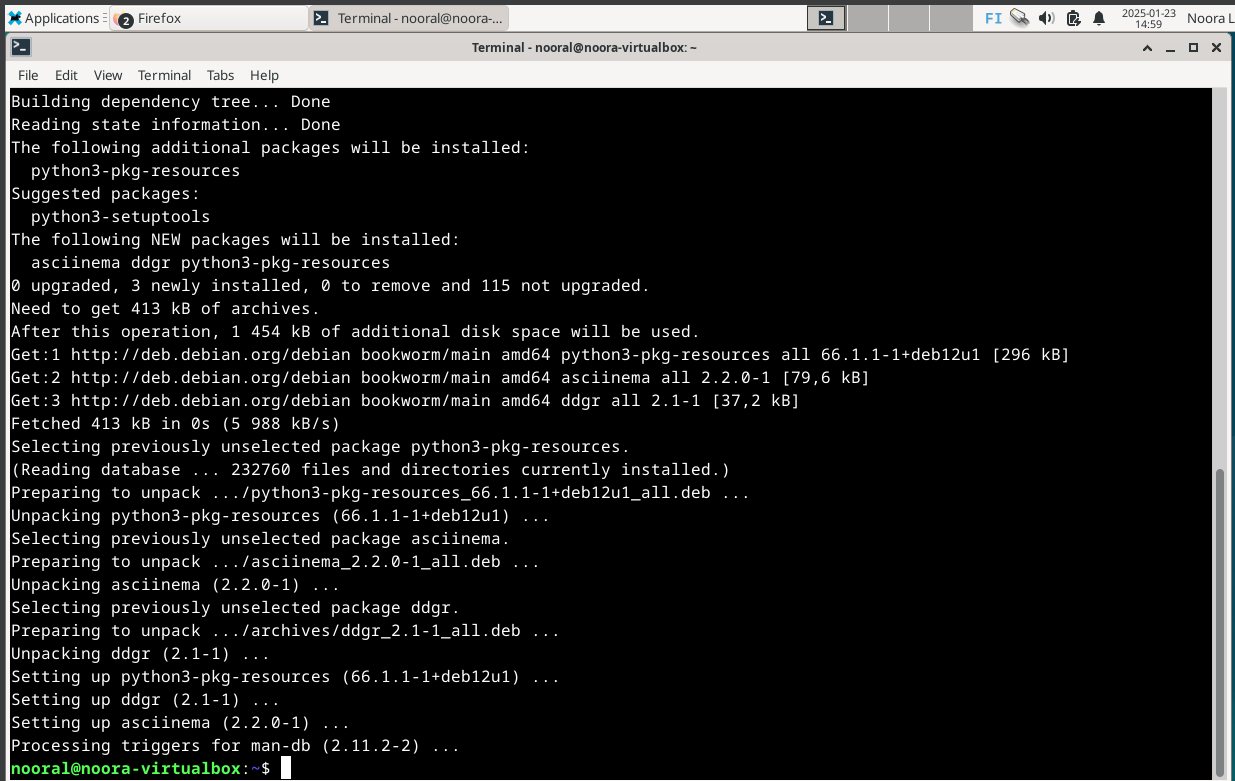 Applications
2 Firefox
Terminal - nooral@noora-...
FI
2025-01-23
14:59
Noora L
Terminal - nooral@noora-virtualbox: ~
File Edit View Terminal Tabs Help
Building dependency tree... Done
Reading state information... Done
The following additional packages will be installed:
  python3-pkg-resources
Suggested packages:
  python3-setuptools
The following NEW packages will be installed:
  asciinema ddgr python3-pkg-resources
0 upgraded, 3 newly installed, 0 to remove and 115 not upgraded.
Need to get 413 kB of archives.
After this operation, 1 454 kB of additional disk space will be used.
Get:1 http://deb.debian.org/debian bookworm/main amd64 python3-pkg-resources all 66.1.1-1+deb12u1 [296 kB]
Get:2 http://deb.debian.org/debian bookworm/main amd64 asciinema all 2.2.0-1 [79,6 kB]
Get:3 http://deb.debian.org/debian bookworm/main amd64 ddgr all 2.1-1 [37,2 kB]
Fetched 413 kB in 0s (5 988 kB/s)
Selecting previously unselected package python3-pkg-resources.
(Reading database ... 232760 files and directories currently installed.)
Preparing to unpack .../python3-pkg-resources_66.1.1-1+deb12u1_all.deb ...
Unpacking python3-pkg-resources (66.1.1-1+deb12u1) ...
Selecting previously unselected package asciinema.
Preparing to unpack .../asciinema_2.2.0-1_all.deb ...
Unpacking asciinema (2.2.0-1) ...
Selecting previously unselected package ddgr.
Preparing to unpack .../archives/ddgr_2.1-1_all.deb ...
Unpacking ddgr (2.1-1) ...
Setting up python3-pkg-resources (66.1.1-1+deb12u1) ...
Setting up ddgr (2.1-1) ...
Setting up asciinema (2.2.0-1) ...
Processing triggers for man-db (2.11.2-2) ...
nooral@noora-virtualbox:~$